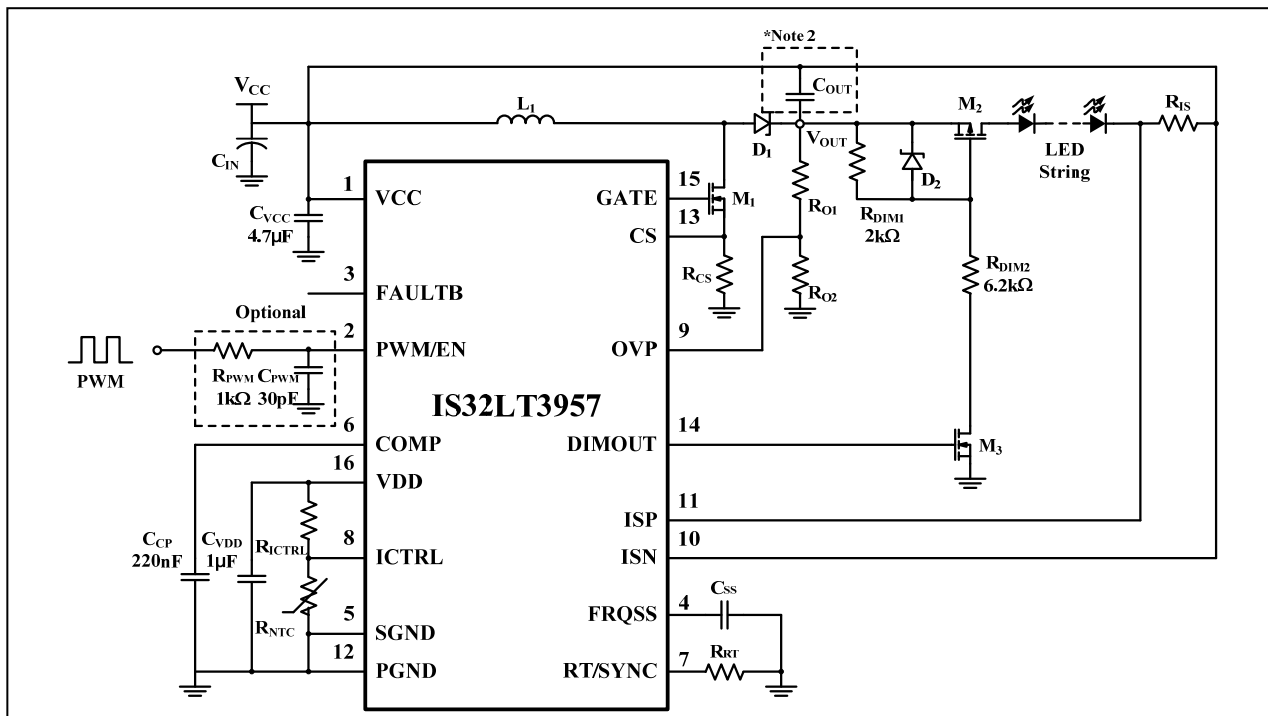 *Note 2
VCC
L1
COUT
M2
RIS
CIN
D1
VOUT
D2
LED
String
1
VCC
GATE
15
M1
RO1
RDIM1
2kΩ
CVCC
4.7µF
CS
13
RCS
RO2
RDIM2
6.2kΩ
3
FAULTB
Optional
2
PWM/EN
OVP
9
PWM
RPWM CPWM
1kΩ 30pF
IS32LT3957
6
COMP
DIMOUT
14
M3
16
VDD
ISP
11
CCP
220nF
CVDD
1µF
RICTRL
8
ICTRL
ISN
10
CSS
FRQSS
4
RNTC
5
SGND
12
PGND
RT/SYNC
7
RRT